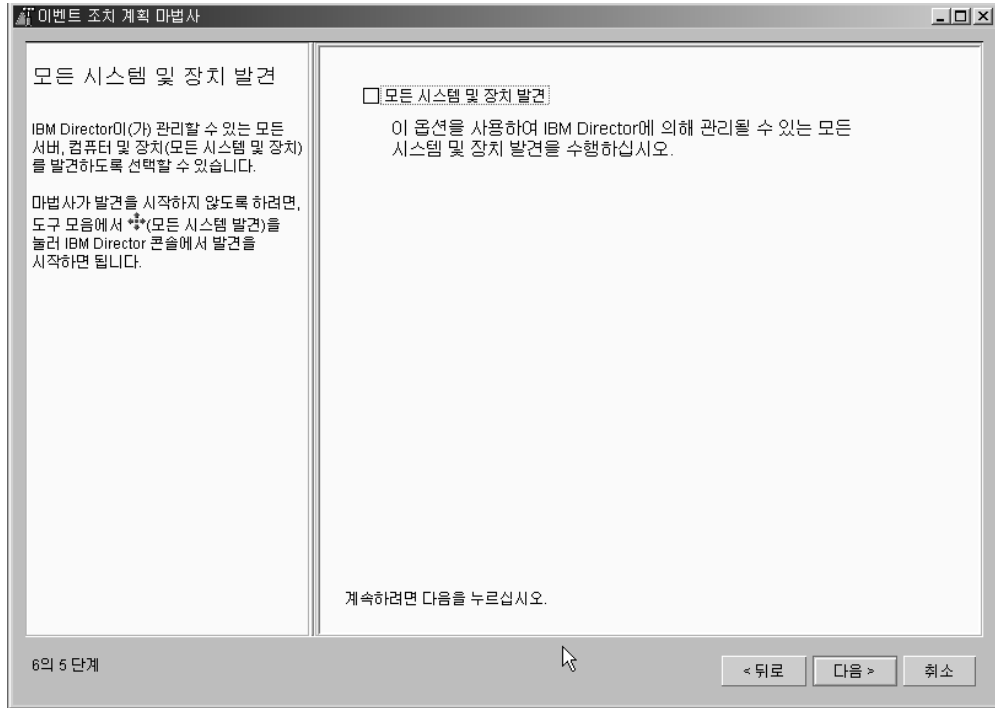 이벤트 조치 계획 마법사
모든 시스템 및 장치 발견
IBM Director이(가) 관리할 수 있는 모든
서버, 컴퓨터 및 장치(모든 시스템 및 장치)
를 발견하도록 선택할 수 있습니다.
마법사가 발견을 시작하지 않도록 하려면,
도구 모음에서 (모든 시스템 발견)을
눌러 IBM Director 콘솔에서 발견을
시작하면 됩니다.
모든 시스템 및 장치 발견
이 옵션을 사용하여 IBM Director에 의해 관리될 수 있는 모든
시스템 및 장치 발견을 수행하십시오.
계속하려면 다음을 누르십시오.
6의 5 단계
< 뒤로
다음 >
취소